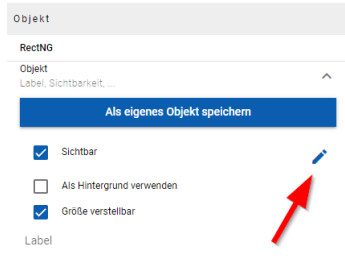 Objekt
RectNG
Objekt
Label, Sichtbarkeit, ...
Als eigenes Objekt speichern
Sichtbar
Als Hintergrund verwenden
Größe verstellbar
Label